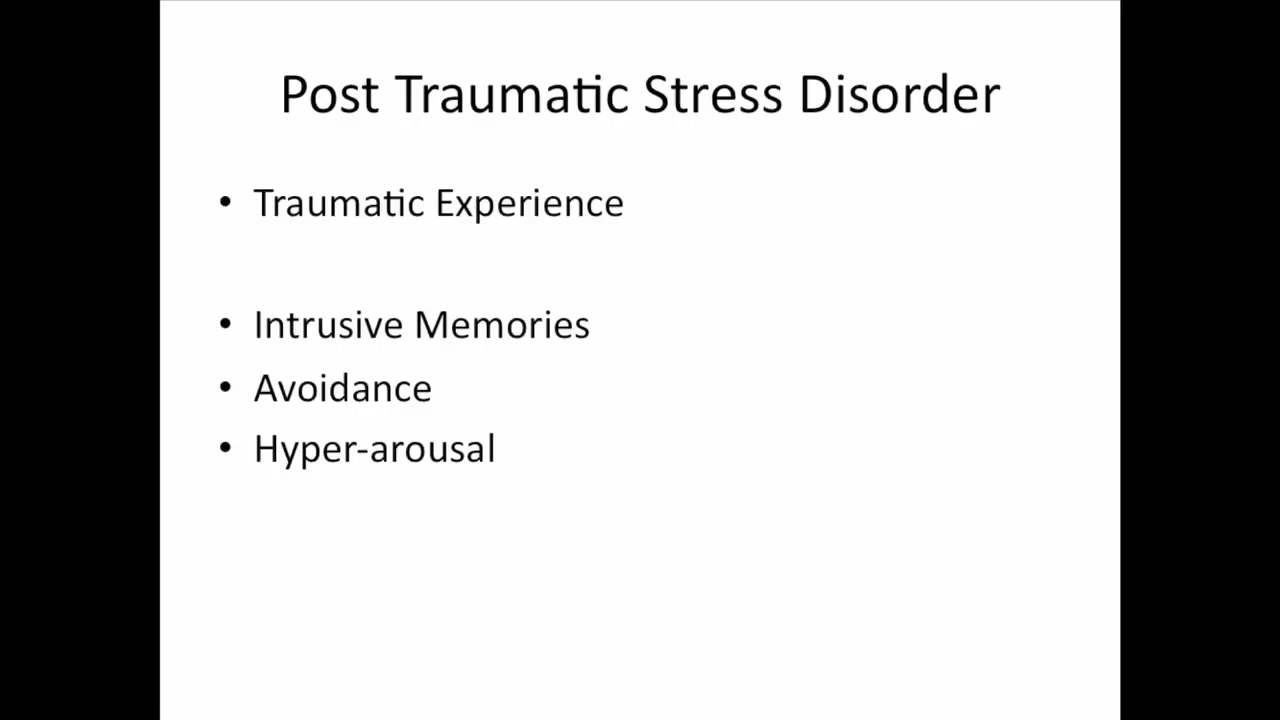 Post Traumatic Stress Disorder
• Traumatic Experience
• Intrusive Memories
• Avoidance
• Hyper-arousal